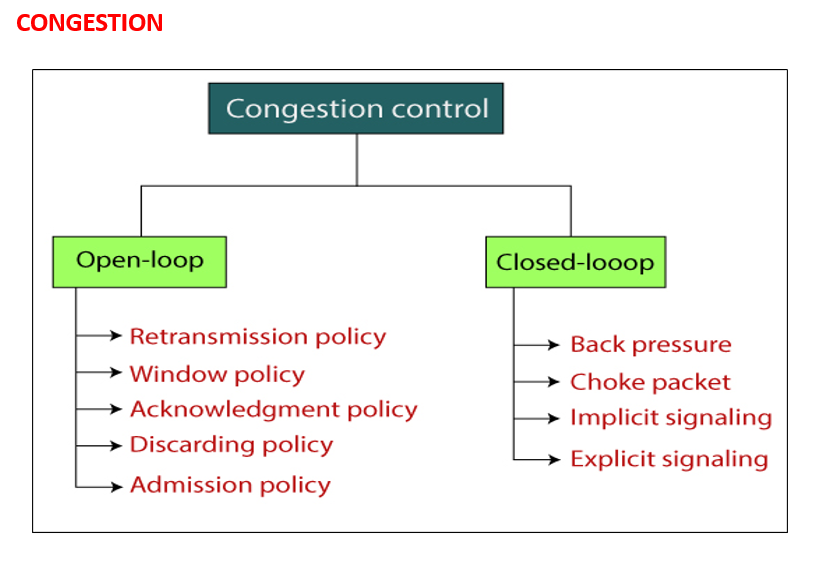 CONGESTION
Congestion control
Open-loop
Retransmission policy
Window policy
Acknowledgment policy
Discarding policy
Admission policy
Closed-looop
Back pressure
Choke packet
Implicit signaling
Explicit signaling